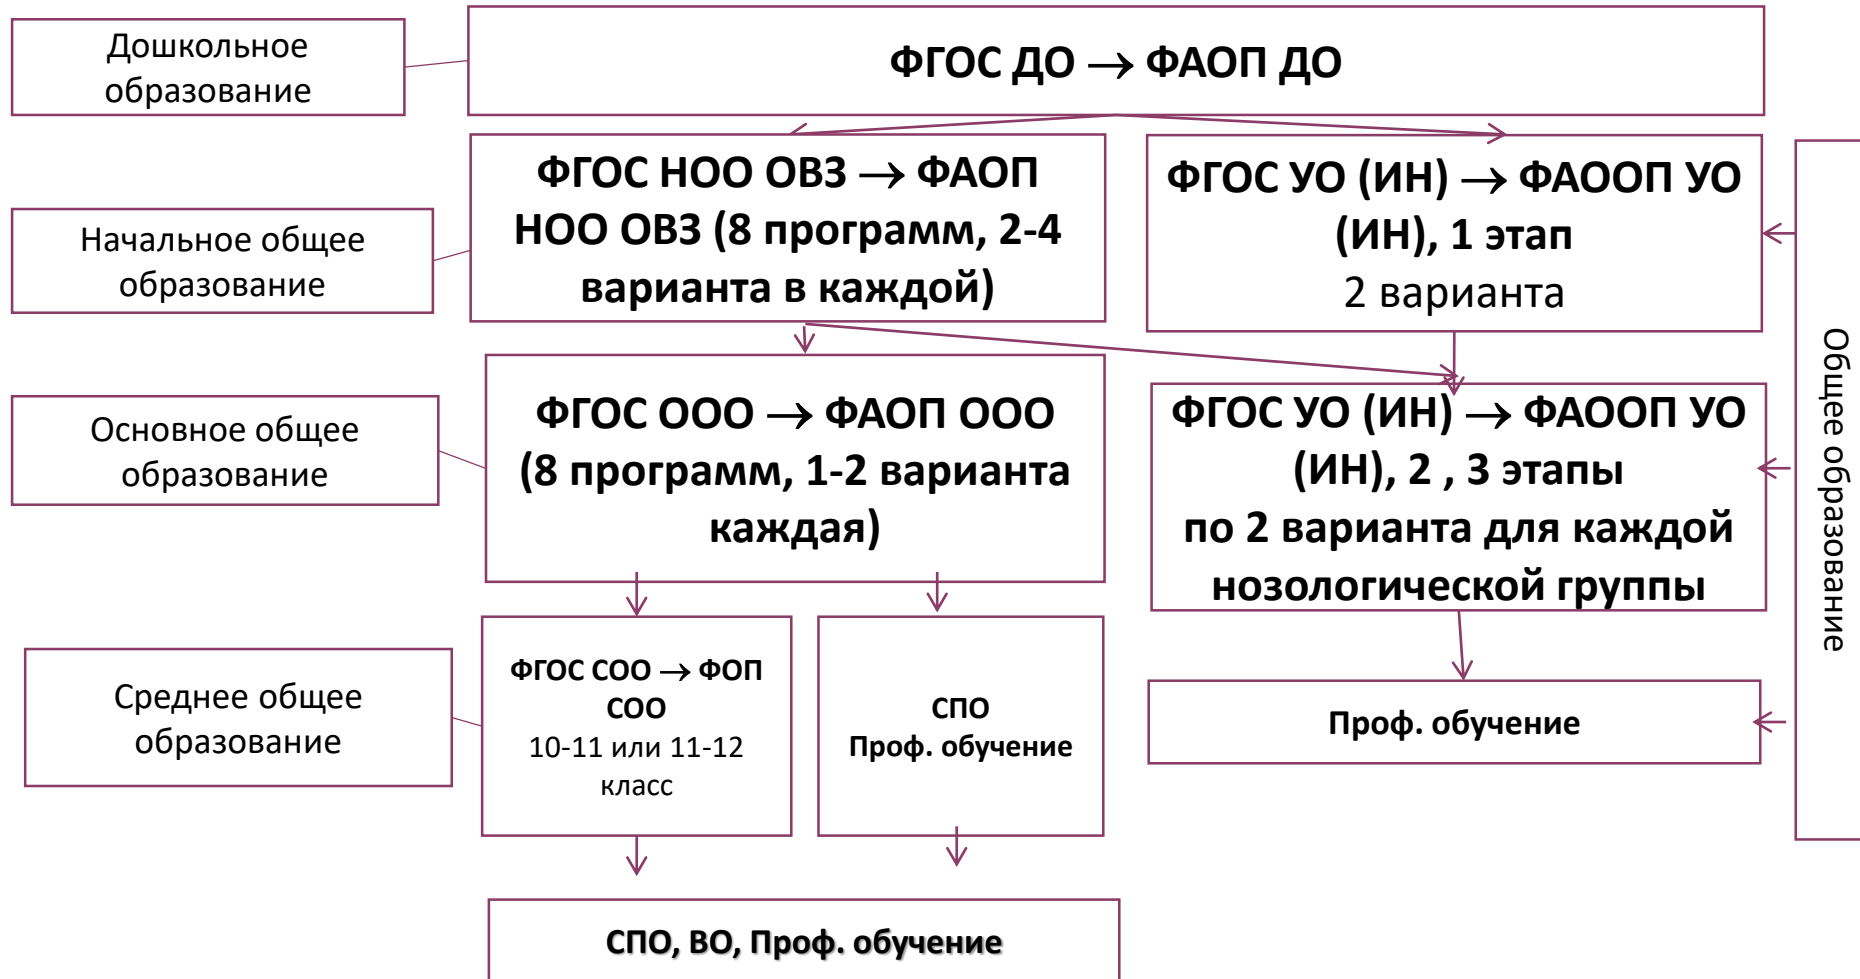 Дошкольное
образование
ФГОС ДО → ФАОП ДО
Начальное общее
образование
ФГОС НОО ОВЗ → ФАОП
НОО ОВЗ (8 программ, 2-4
варианта в каждой)
ФГОС УО (ИН) → ФАООП УО
(ИН), 1 этап
2 варианта
Основное общее
образование
ФГОС ООО → ФАОП ООО
(8 программ, 1-2 варианта
каждая)
ФГОС УО (ИН) → ФАООП УО
(ИН), 2 , 3 этапы
по 2 варианта для каждой
нозологической группы
Среднее общее
образование
ФГОС СОО → ФОП
СОО
10-11 или 11-12
класс
СПО
Проф. обучение
Проф. обучение
СПО, ВО, Проф. обучение
Общее образование